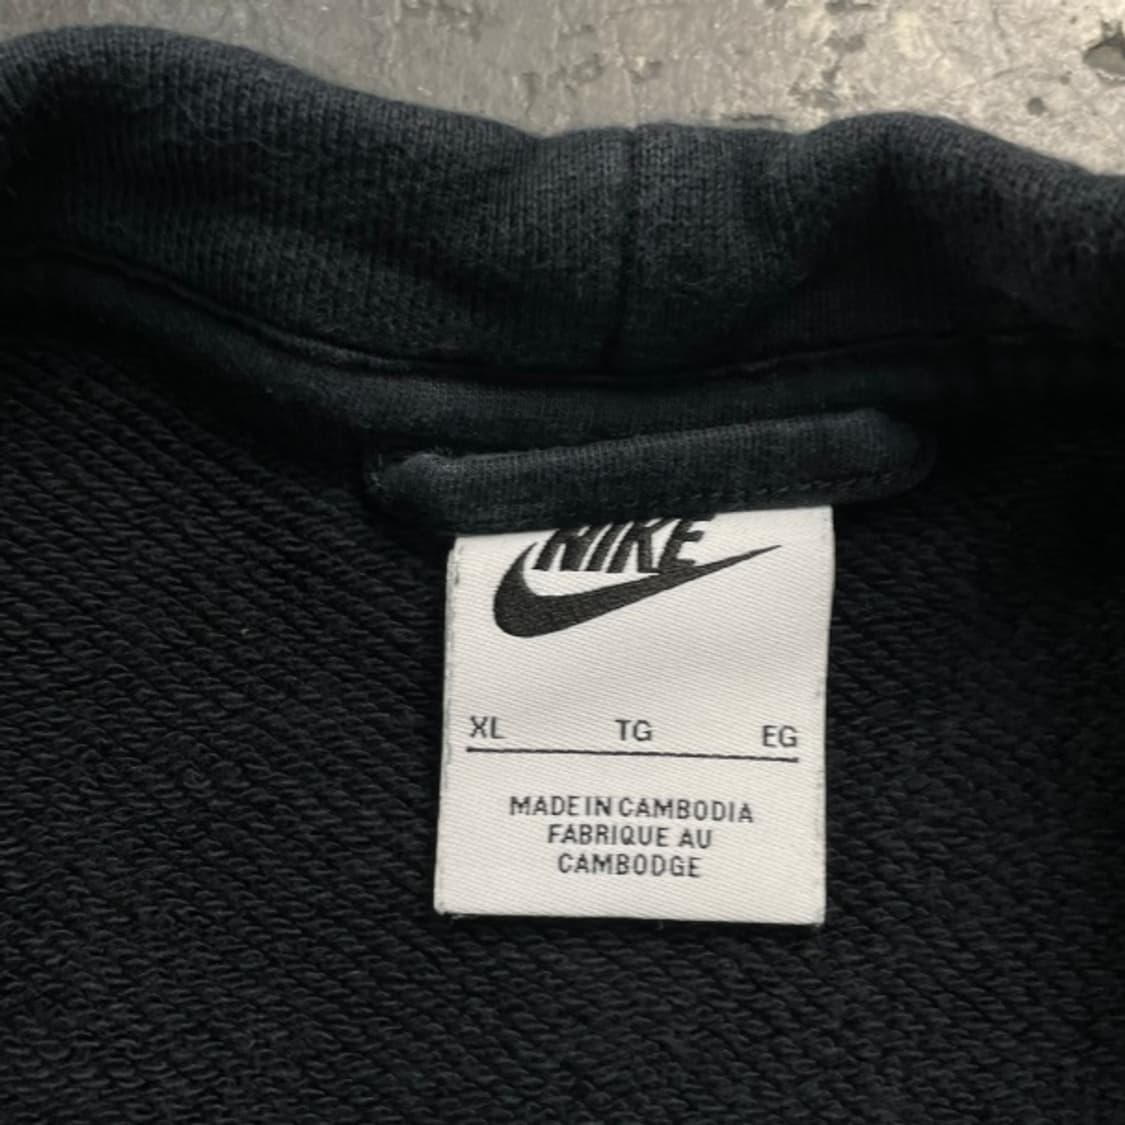 NIKE
XL TG EG
MADE IN CAMBODIA
FABRIQUE AU
CAMBODGE